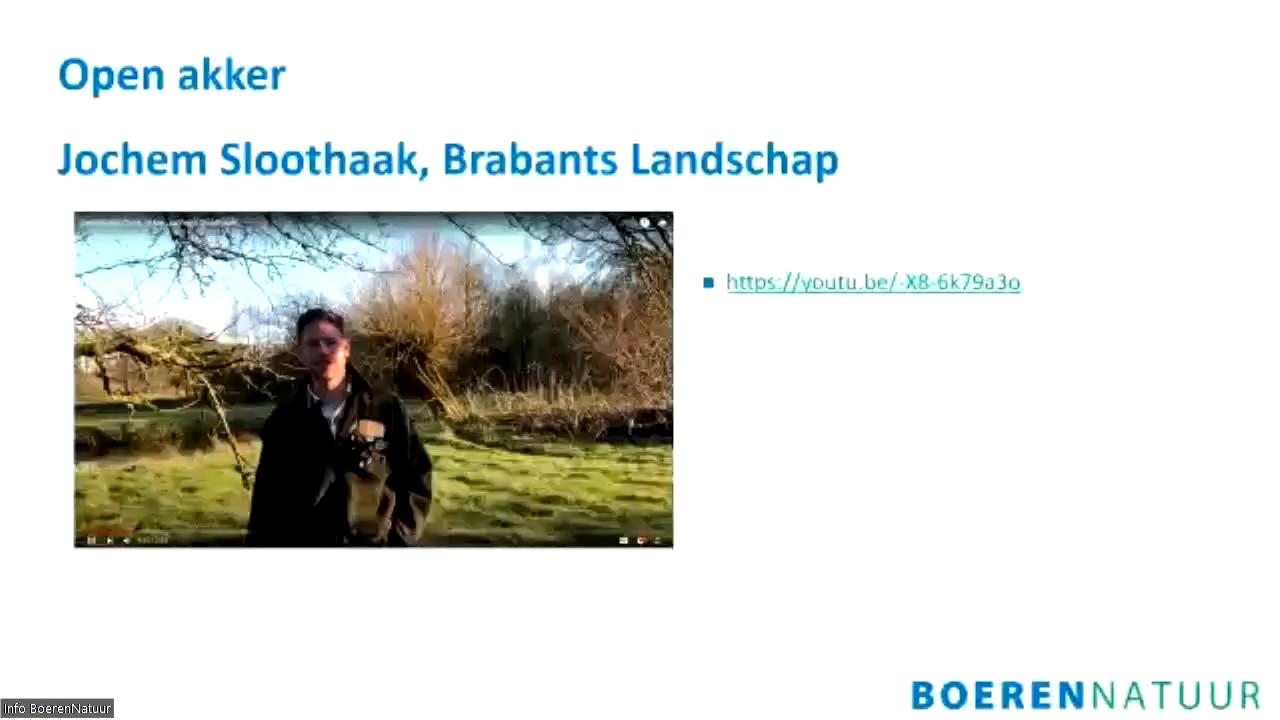 Open akker
Jochem Sloothaak, Brabants Landschap
https://youtu.be/-X8-6k79a3o
BOERENNATUUR
Info BoerenNatuur